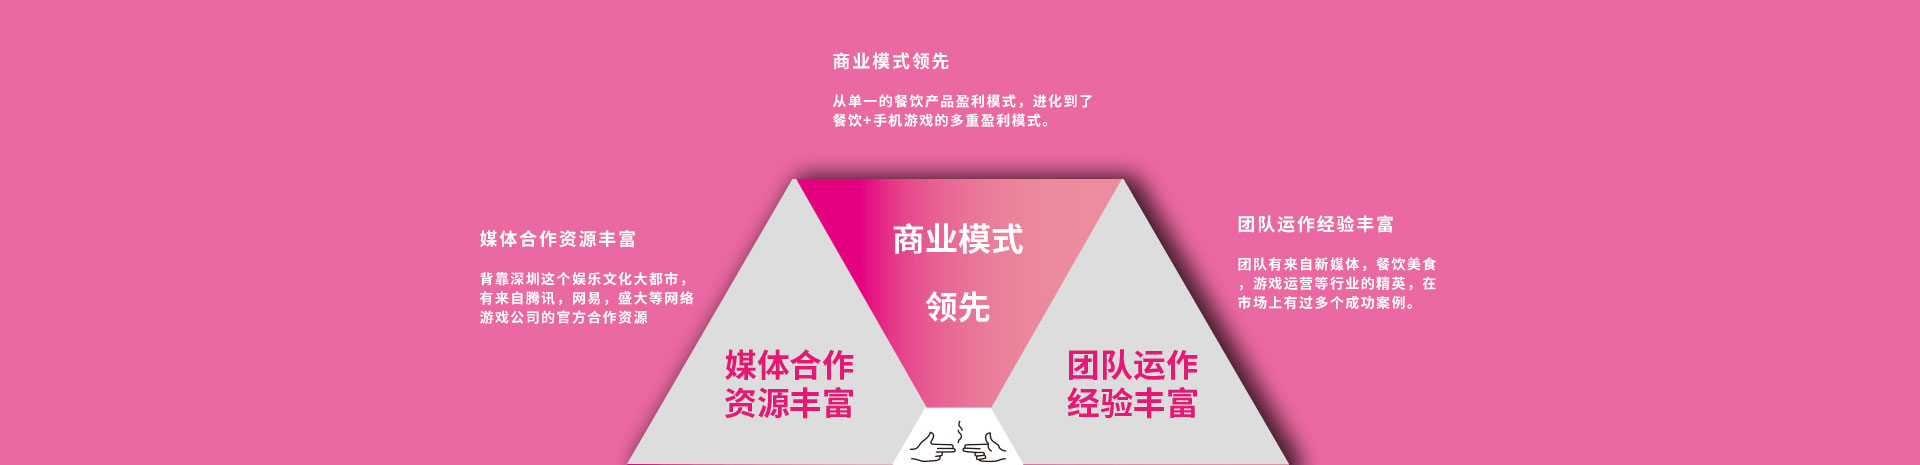 商业模式领先
从单一的餐饮产品盈利模式，进化到了
餐饮+手机游戏的多重盈利模式。
媒体合作资源丰富
背靠深圳这个娱乐文化大都市，
有来自腾讯，网易，盛大等网络
游戏公司的官方合作资源
团队运作经验丰富
团队有来自新媒体，餐饮美食
，游戏运营等行业的精英，在
市场上有过多个成功案例。
商业模式
领先
媒体合作
资源丰富
团队运作
经验丰富